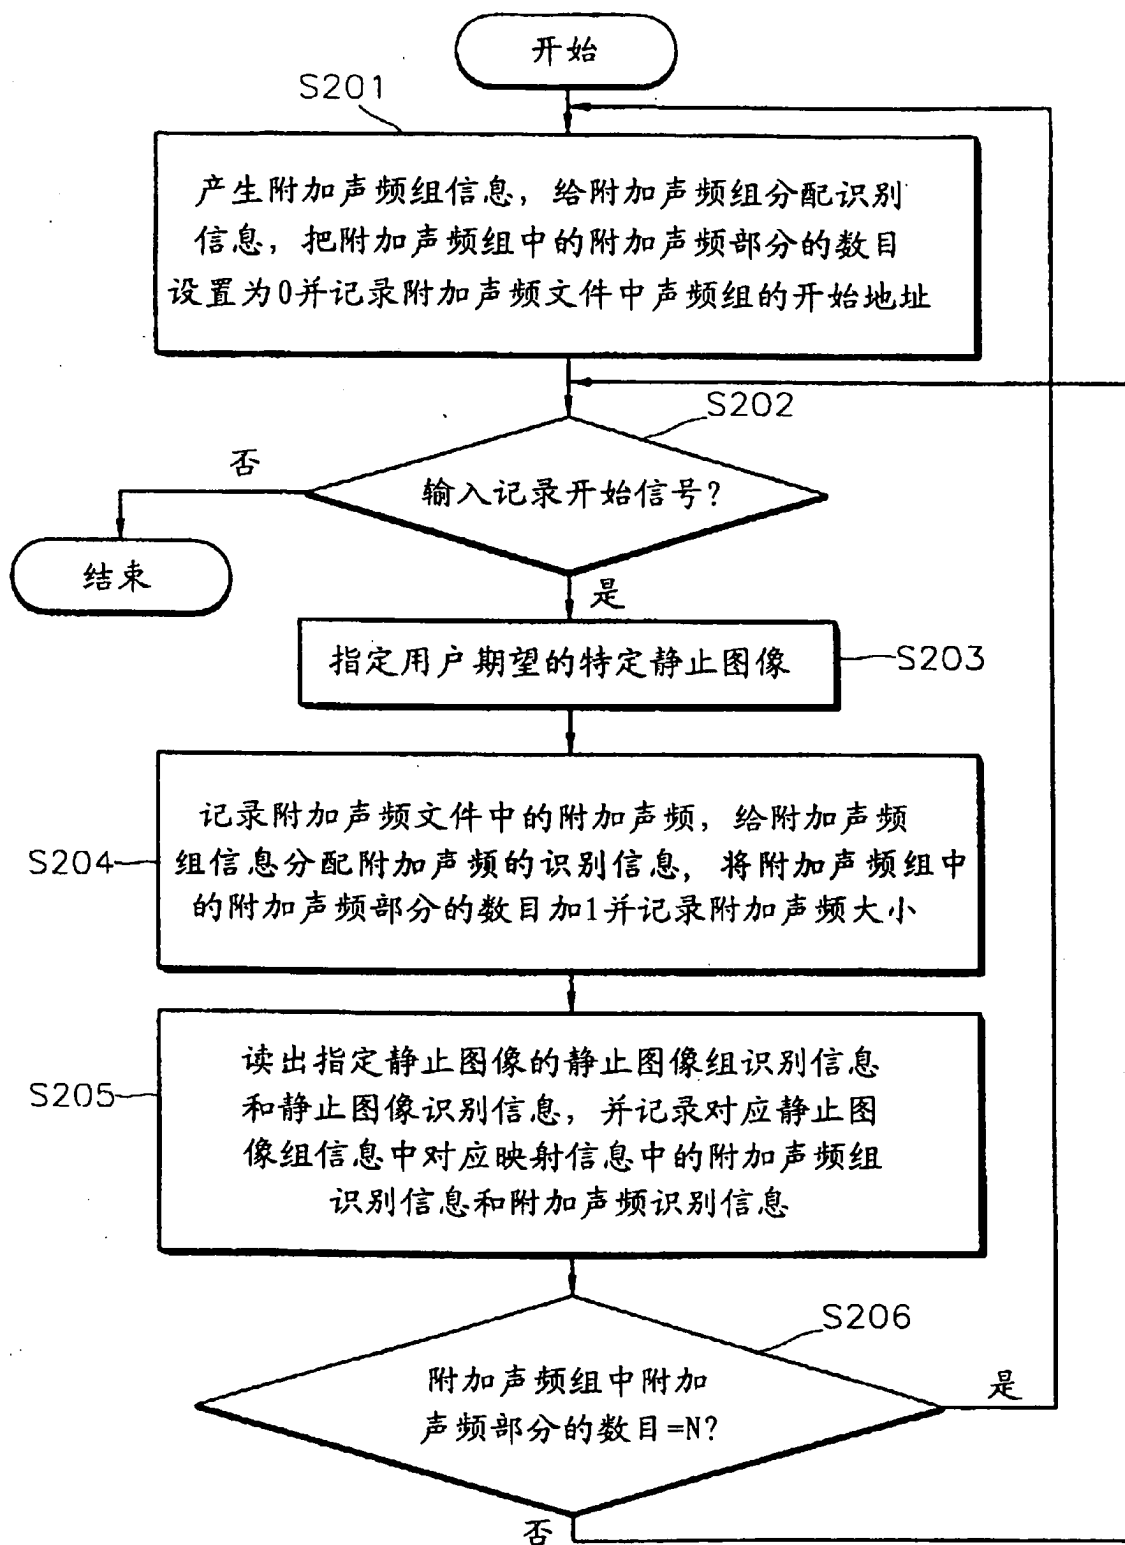 开始
S201
产生附加声频组信息，给附加声频组分配识别
信息，把附加声频组中的附加声频部分的数目
设置为0并记录附加声频文件中声频组的开始地址
S202
否
输入记录开始信号?
结束
是
指定用户期望的特定静止图像
S203
记录附加声频文件中的附加声频，给附加声频
S204
组信息分配附加声频的识别信息，将附加声频组中
的附加声频部分的数目加1并记录附加声频大小
读出指定静止图像的静止图像组识别信息
S205
和静止图像识别信息，并记录对应静止图
像组信息中对应映射信息中的附加声频组
识别信息和附加声频识别信息
S206
附加声频组中附加
是
声频部分的数目=N?
否